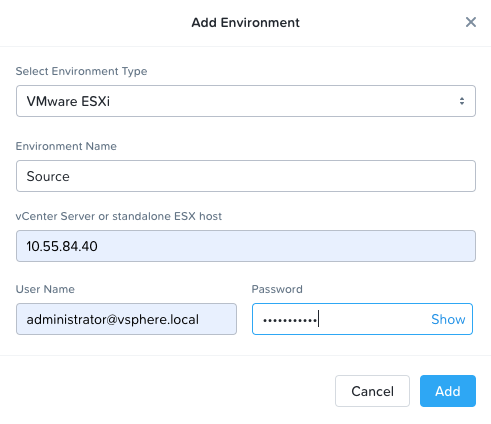 Add Environment
Select Environment Type
VMware ESXi
Environment Name
Source
vCenter Server or standalone ESX host
10.55.84.40
User Name Password
administrator@vsphere.local ••••••••••• Show
Cancel Add